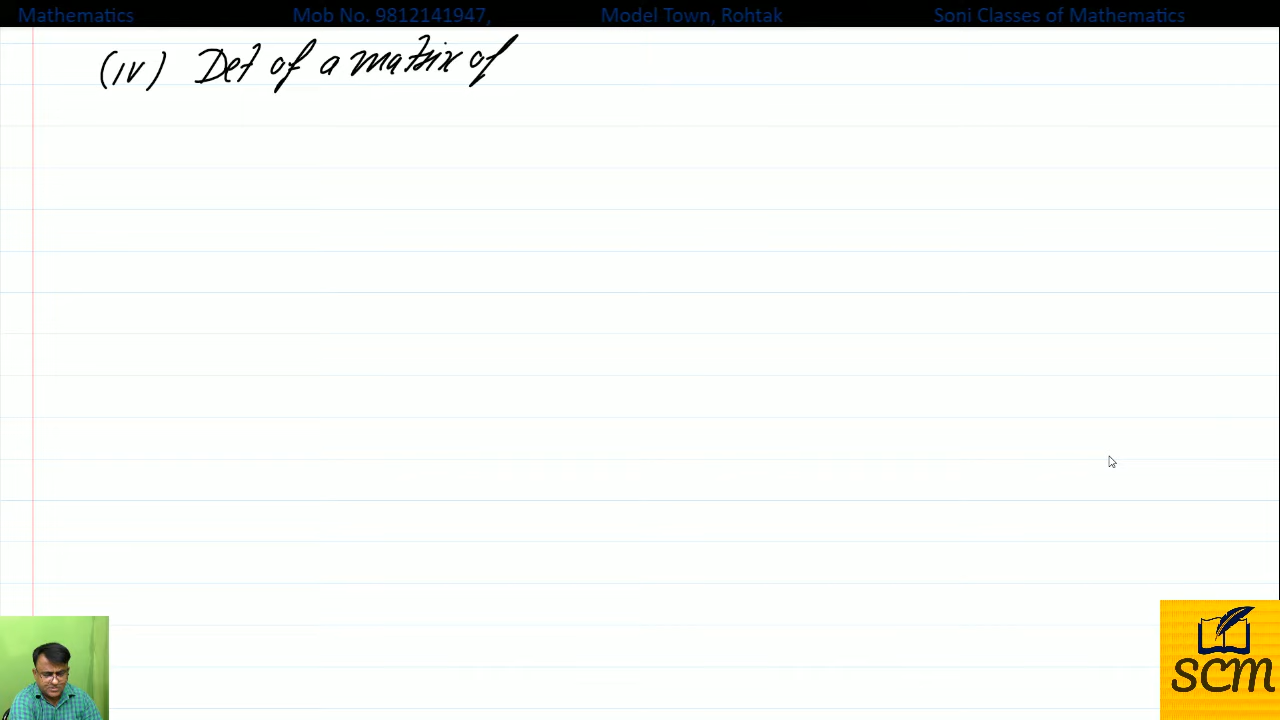 Mathematics Mob No. 9812141947, Model Town, Rohtak Soni Classes of Mathematics
(iv) Det of a matrix of
SCM